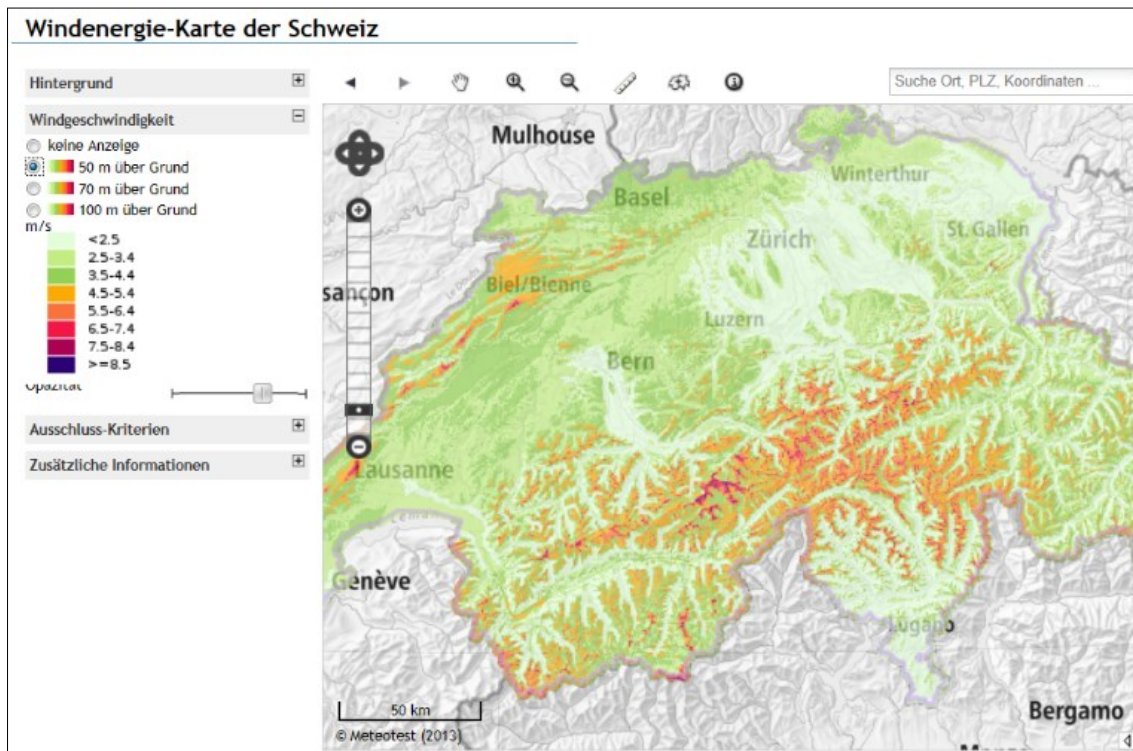 Windenergie-Karte der Schweiz
Hintergrund
Windgeschwindigkeit
keine Anzeige
50 m über Grund
70 m über Grund
100 m über Grund
m/s
<2.5
2.5-3.4
3.5-4.4
4.5-5.4
5.5-6.4
6.5-7.4
7.5-8.4
>=8.5
Opazität
Ausschluss-Kriterien
Zusätzliche Informationen
Suche Ort, PLZ, Koordinaten ...
Mulhouse
Basel
Winterthur
Zürich
St. Gallen
Biel/Bienne
sançon
Luzern
Bern
Lausanne
Genève
Lugano
Bergamo
50 km
© Meteotest (2013)